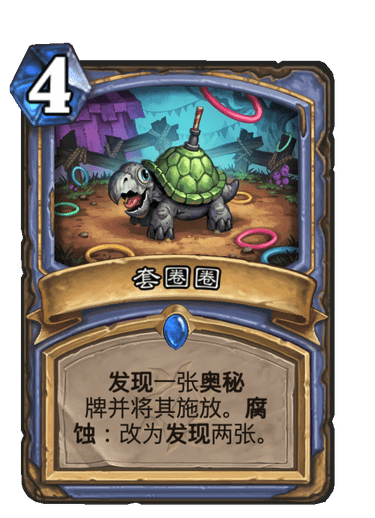 4
套圈圈
发现一张奥秘
牌并将其施放。腐
蚀：改为发现两张。